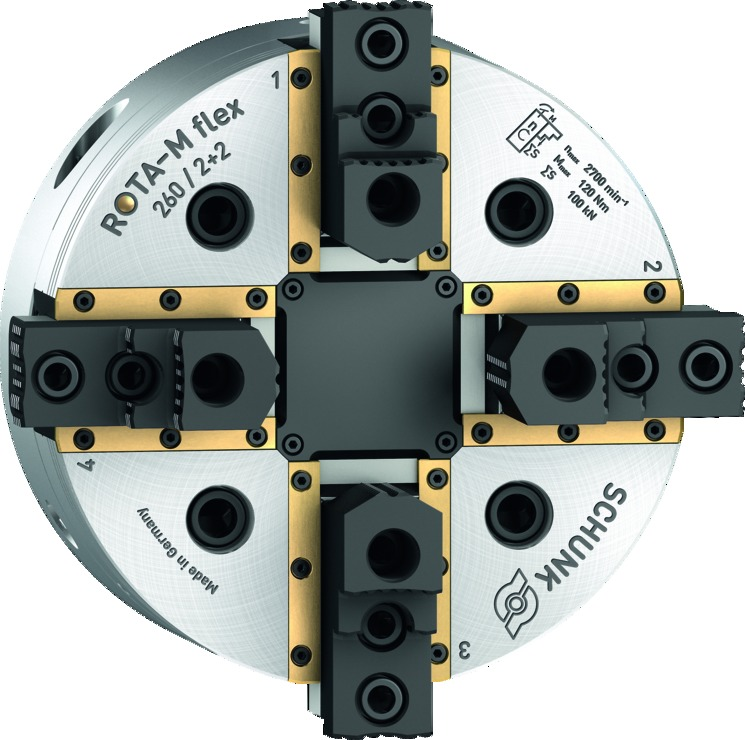 1
ROTA-M flex
260 / 2+2
ΣS
ΣS
nmax 2700 min⁻¹
Mmax 120 Nm
100 kN
2
4
Made in Germany
SCHUNK
3